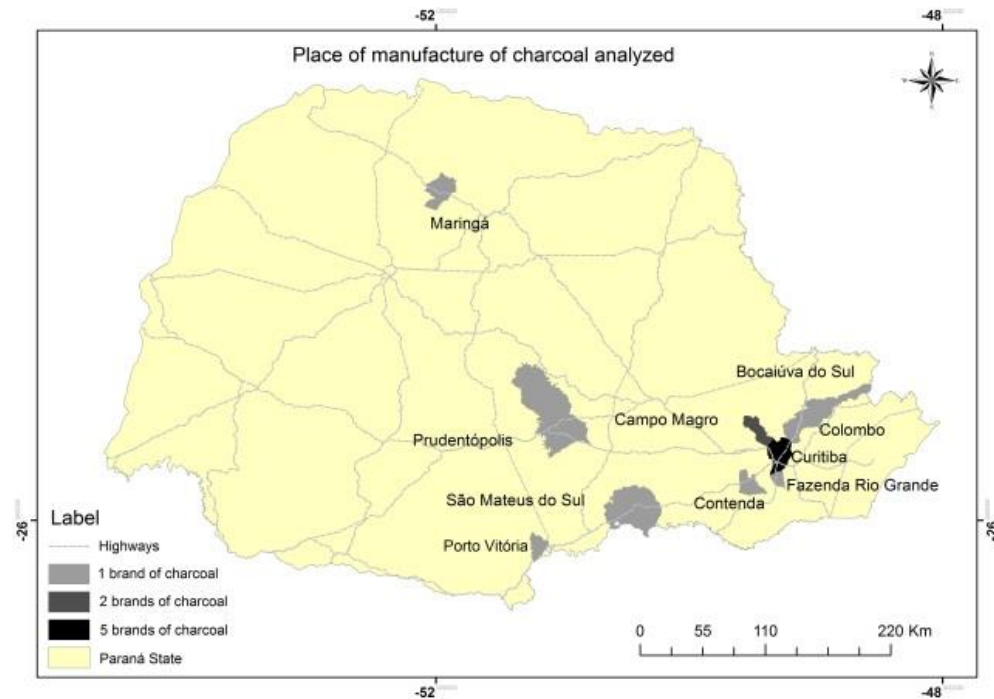 -52
-48
Place of manufacture of charcoal analyzed
N
W
E
S
Maringá
Bocaiúva do Sul
Campo Magro
Colombo
Prudentópolis
Curitiba
Fazenda Rio Grande
São Mateus do Sul
Contenda
Porto Vitória
-26
-26
Label
Highways
1 brand of charcoal
2 brands of charcoal
5 brands of charcoal
Paraná State
0 55 110 220 Km
-52
-48